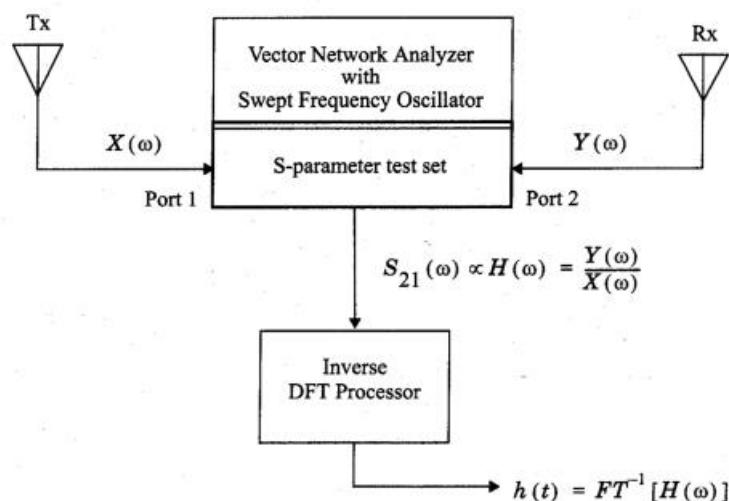 Tx
Rx
Vector Network Analyzer
with
Swept Frequency Oscillator
X(ω)
S-parameter test set
Y(ω)
Port 1
Port 2
S₂₁(ω) ∝ H(ω) = Y(ω)/X(ω)
Inverse
DFT Processor
h(t) = FT⁻¹[H(ω)]